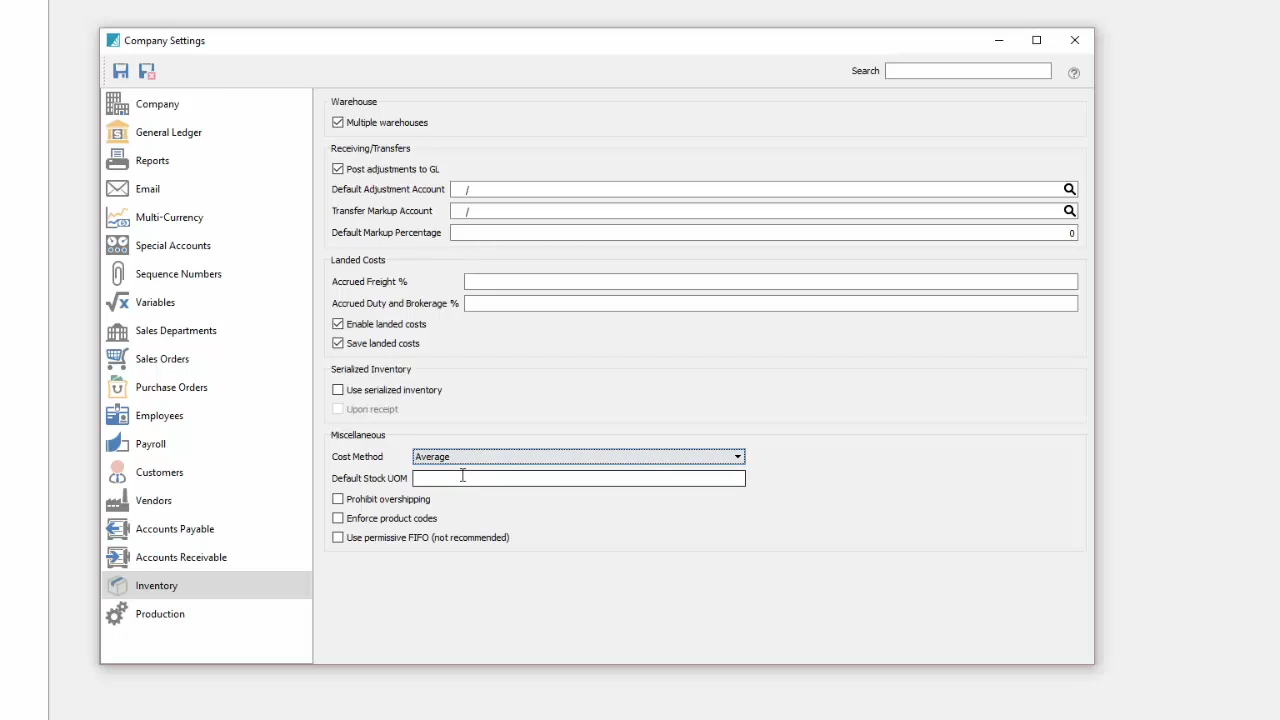 Company Settings
Search
Company
General Ledger
Reports
Email
Multi-Currency
Special Accounts
Sequence Numbers
Variables
Sales Departments
Sales Orders
Purchase Orders
Employees
Payroll
Customers
Vendors
Accounts Payable
Accounts Receivable
Inventory
Production
Warehouse
Multiple warehouses
Receiving/Transfers
Post adjustments to GL
Default Adjustment Account /
Transfer Markup Account /
Default Markup Percentage 0
Landed Costs
Accrued Freight %
Accrued Duty and Brokerage %
Enable landed costs
Save landed costs
Serialized Inventory
Use serialized inventory
Upon receipt
Miscellaneous
Cost Method Average
Default Stock UOM
Prohibit overshipping
Enforce product codes
Use permissive FIFO (not recommended)